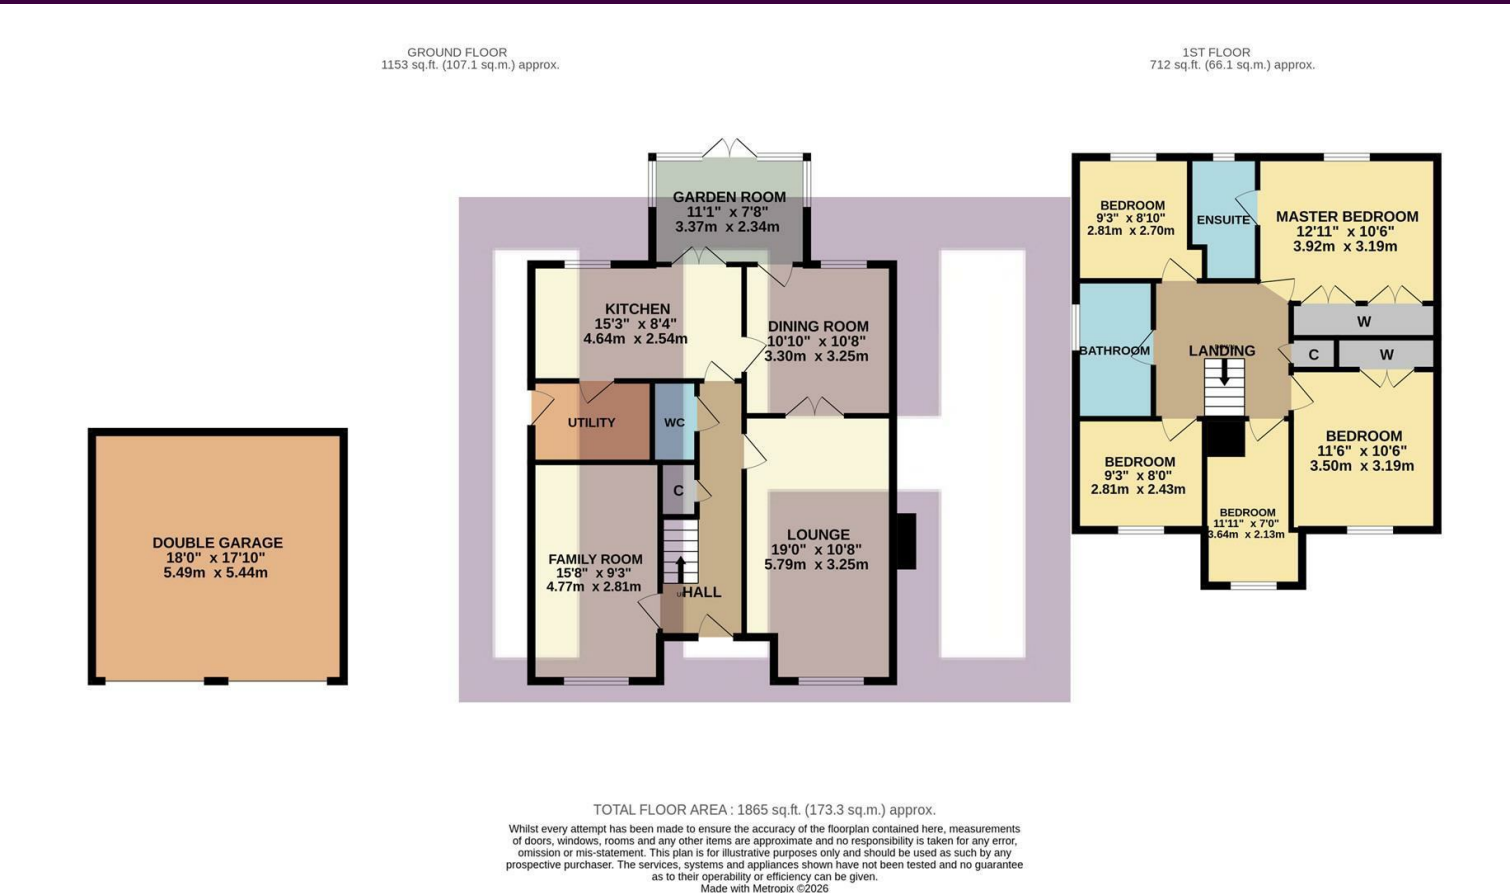 GROUND FLOOR
1153 sq.ft. (107.1 sq.m.) approx.
1ST FLOOR
712 sq.ft. (66.1 sq.m.) approx.
GARDEN ROOM
11'1" x 7'8"
3.37m x 2.34m
KITCHEN
15'3" x 8'4"
4.64m x 2.54m
DINING ROOM
10'10" x 10'8"
3.30m x 3.25m
UTILITY
WC
C
DOUBLE GARAGE
18'0" x 17'10"
5.49m x 5.44m
FAMILY ROOM
15'8" x 9'3"
4.77m x 2.81m
HALL
LOUNGE
19'0" x 10'8"
5.79m x 3.25m
BEDROOM
9'3" x 8'10"
2.81m x 2.70m
ENSUITE
MASTER BEDROOM
12'11" x 10'6"
3.92m x 3.19m
W
BATHROOM
LANDING
C
W
BEDROOM
9'3" x 8'0"
2.81m x 2.43m
BEDROOM
11'11" x 7'0"
3.64m x 2.13m
BEDROOM
11'6" x 10'6"
3.50m x 3.19m
TOTAL FLOOR AREA : 1865 sq.ft. (173.3 sq.m.) approx.
Whilst every attempt has been made to ensure the accuracy of the floorplan contained here, measurements
of doors, windows, rooms and any other items are approximate and no responsibility is taken for any error,
omission or mis-statement. This plan is for illustrative purposes only and should be used as such by any
prospective purchaser. The services, systems and appliances shown have not been tested and no guarantee
as to their operability or efficiency can be given.
Made with Metropix ©2026